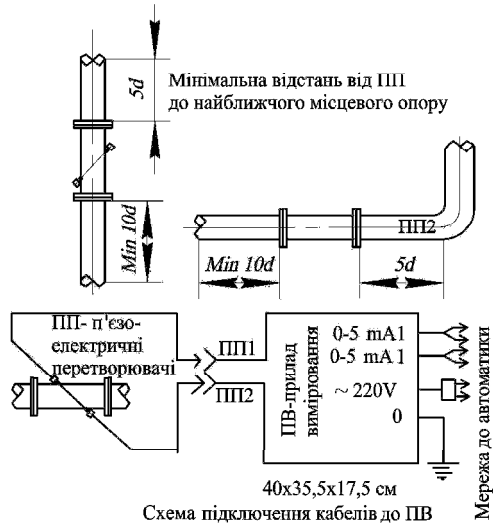 5d
Мінімальна відстань від ПП
до найближчого місцевого опору
Min 10d
ПП2
Min 10d
5d
ПП- п'єзо-
електричні
перетворювачі
ПП1
ПП2
ПВ-прилад
вимірювання
0-5 mA1
0-5 mA1
~ 220V
0
Мережа до автоматики
40x35,5x17,5 см
Схема підключення кабелів до ПВ